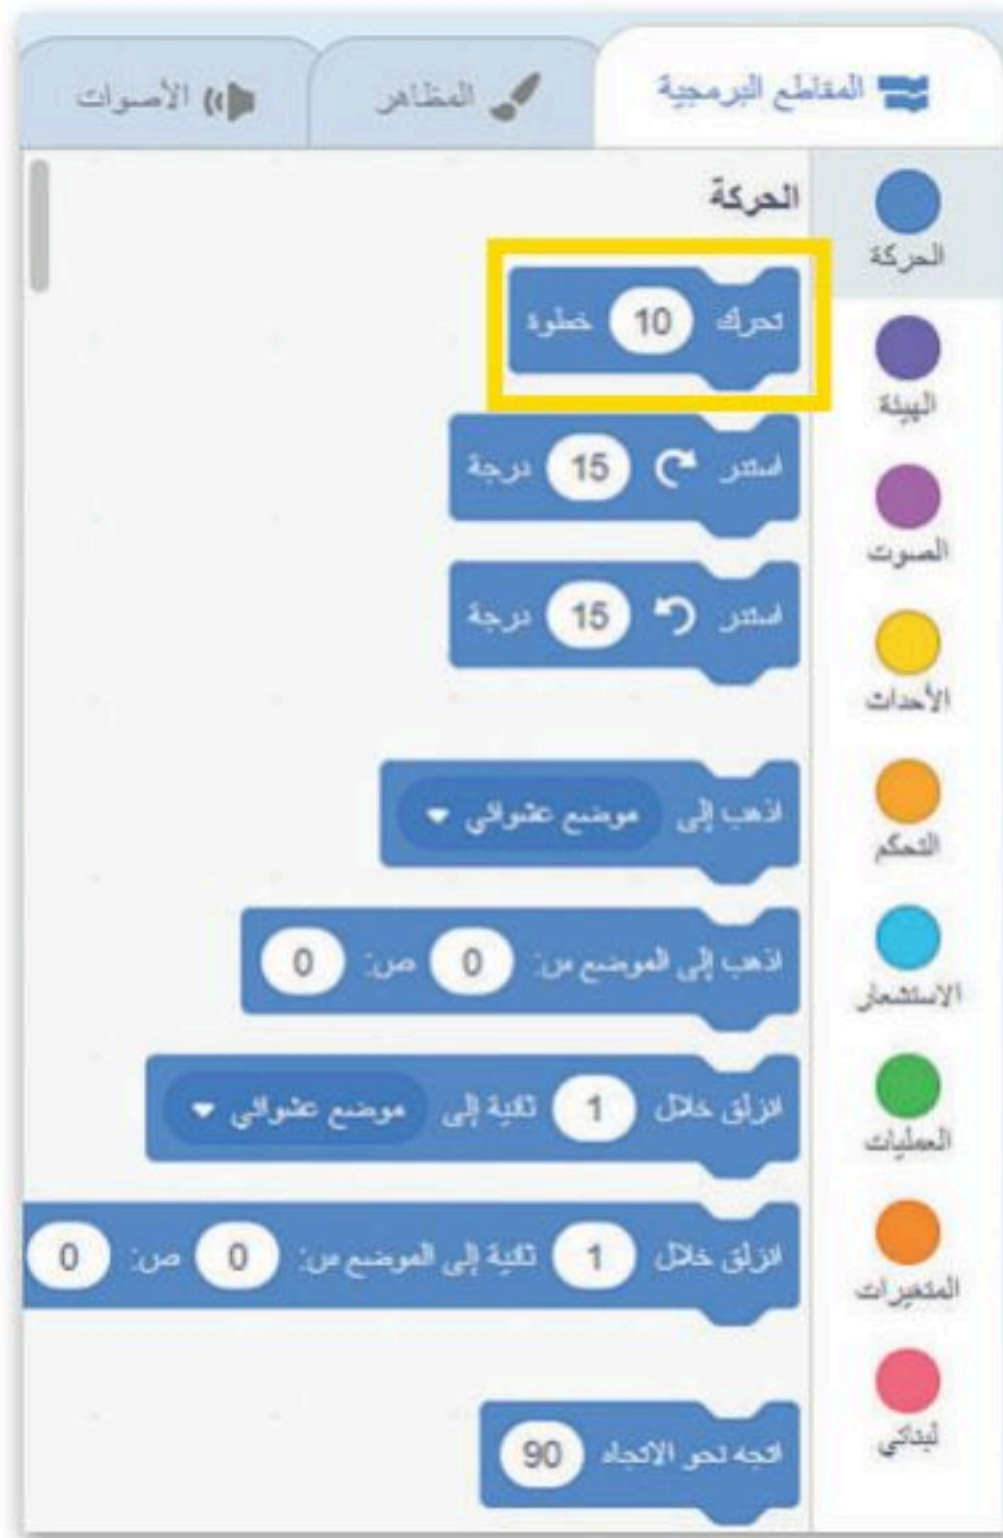 المقاطع البرمجية
المظاهر
الأصوات
الحركة
الهيئة
الصوت
الأحداث
التحكم
الاستشعار
العمليات
المتغيرات
لبناتي
الحركة
تحرك 10 خطوة
استدر 15 درجة
استدر 15 درجة
اذهب إلى موضع عشوائي
اذهب إلى الموضع س: 0 ص: 0
انزلق خلال 1 ثانية إلى موضع عشوائي
انزلق خلال 1 ثانية إلى الموضع س: 0 ص: 0
اتجه نحو الاتجاه 90